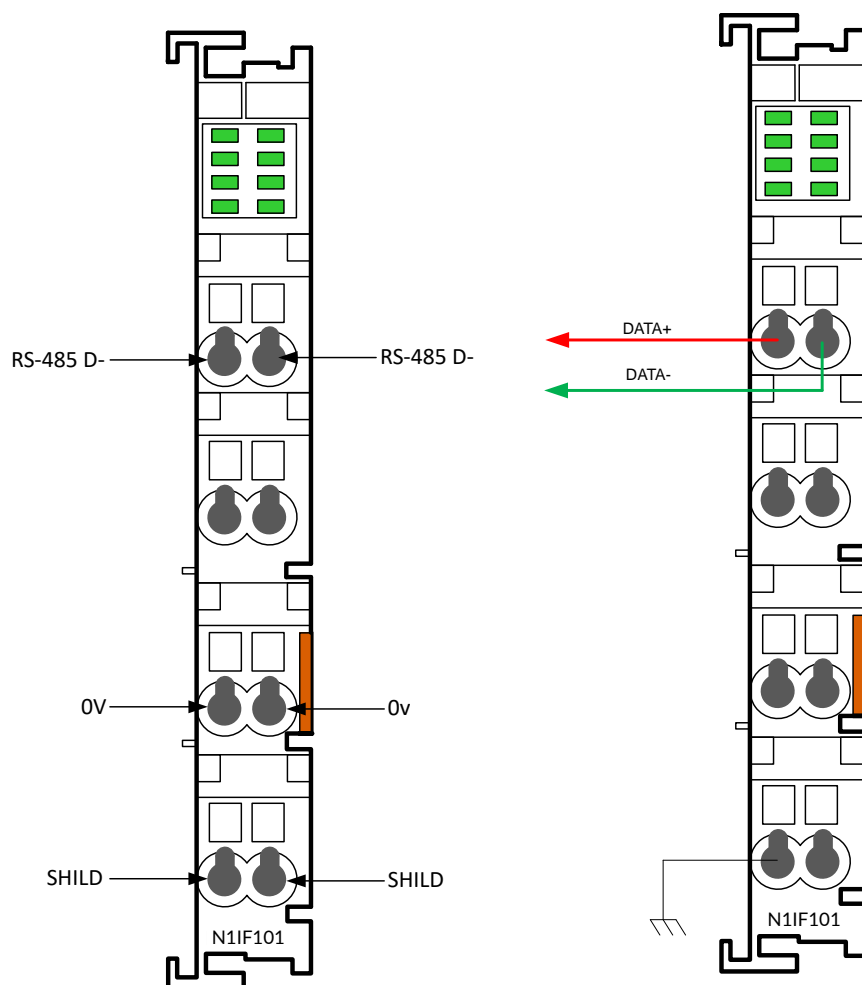 RS-485 D-
RS-485 D-
0V
0v
SHILD
SHILD
N1IF101
DATA+
DATA-
N1IF101